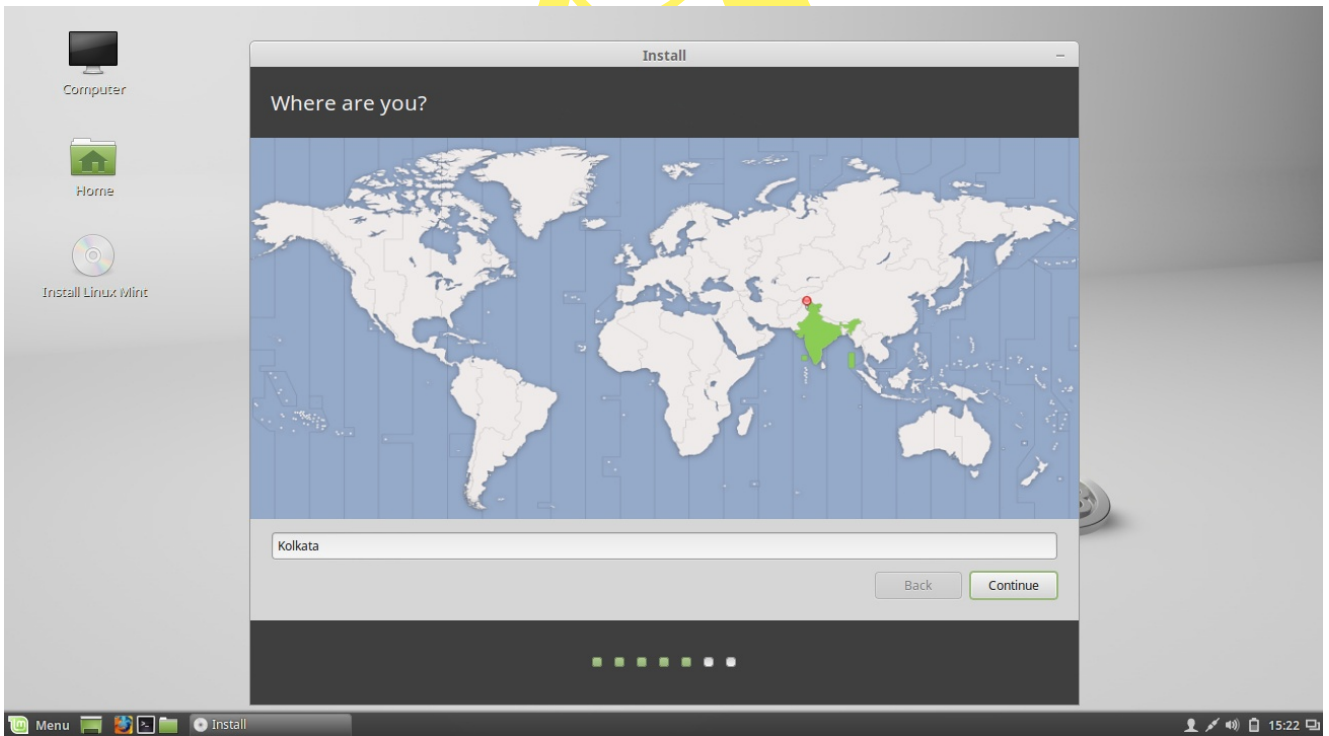 Install
Computer
Where are you?
Home
Install Linux Mint
Kolkata
Back Continue
Menu Install 15:22